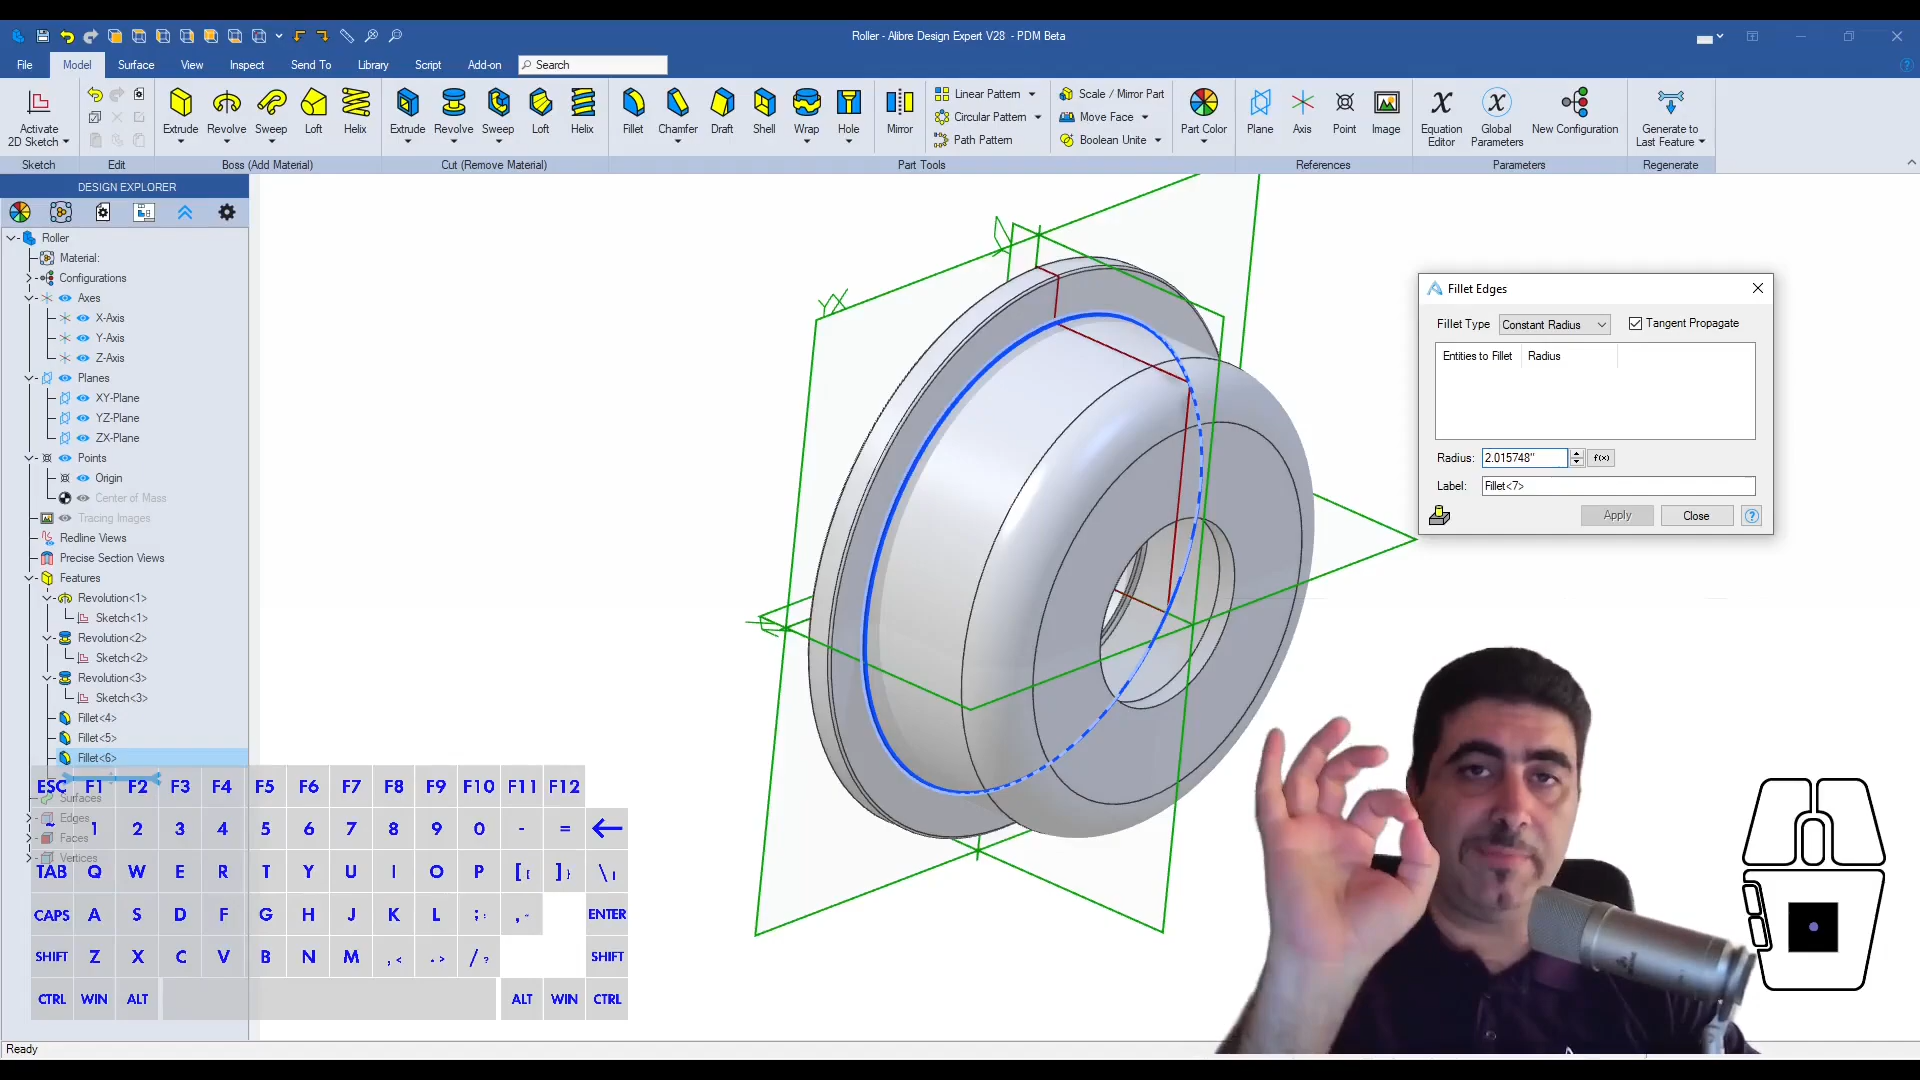 Roller - Alibre Design Expert V28 - PDM Beta
File Model Surface View Inspect Send To Library Script Add-on Search
Activate 2D Sketch
Extrude Revolve Sweep Loft Helix
Extrude Revolve Sweep Loft Helix
Fillet Chamfer Draft Shell Wrap Hole Mirror
Linear Pattern
Circular Pattern
Path Pattern
Scale / Mirror Part
Move Face
Boolean Unite
Part Color
Plane Axis Point Image
Equation Editor
Global Parameters
New Configuration
Generate to Last Feature
Sketch Edit Boss (Add Material) Cut (Remove Material) Part Tools References Parameters Regenerate
DESIGN EXPLORER
Roller
Material:
Configurations
Axes
X-Axis
Y-Axis
Z-Axis
Planes
XY-Plane
YZ-Plane
ZX-Plane
Points
Origin
Center of Mass
Tracing Images
Redline Views
Precise Section Views
Features
Revolution<1>
Sketch<1>
Revolution<2>
Sketch<2>
Revolution<3>
Sketch<3>
Fillet<4>
Fillet<5>
Fillet<6>
Surfaces
Edges
Faces
Vertices
Fillet Edges
Fillet Type Constant Radius Tangent Propagate
Entities to Fillet Radius
Radius: 2.015748" f(x)
Label: Fillet<7>
Apply Close ?
ESC F1 F2 F3 F4 F5 F6 F7 F8 F9 F10 F11 F12
~ 1 2 3 4 5 6 7 8 9 0 - =
TAB Q W E R T Y U I O P [ { ] } \ |
CAPS A S D F G H J K L ; : , " ENTER
SHIFT Z X C V B N M , < . > / ? SHIFT
CTRL WIN ALT ALT WIN CTRL
Ready